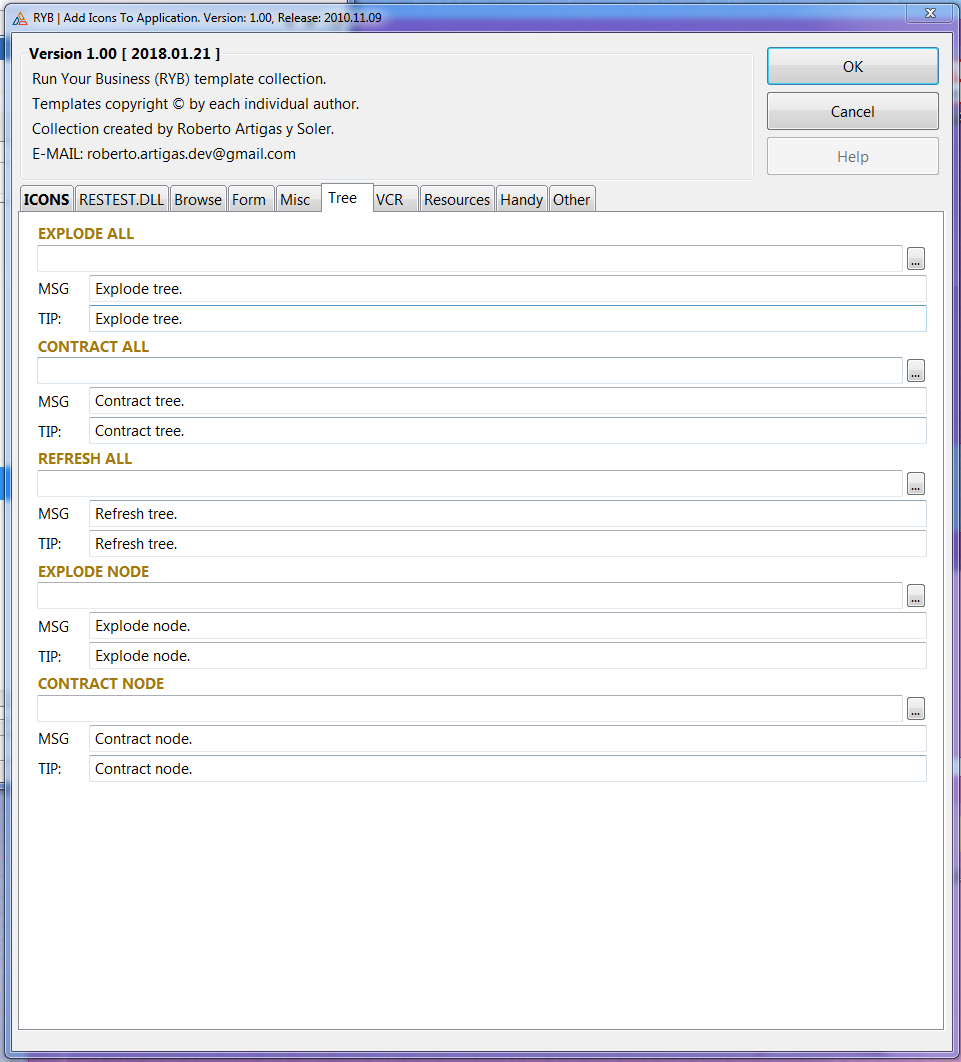 RYB | Add Icons To Application. Version: 1.00, Release: 2010.11.09
Version 1.00 [ 2018.01.21 ]
Run Your Business (RYB) template collection.
Templates copyright © by each individual author.
Collection created by Roberto Artigas y Soler.
E-MAIL: roberto.artigas.dev@gmail.com
OK
Cancel
Help
ICONS RESTEST.DLL Browse Form Misc Tree VCR Resources Handy Other
EXPLODE ALL
...
MSG Explode tree.
TIP: Explode tree.
CONTRACT ALL
...
MSG Contract tree.
TIP: Contract tree.
REFRESH ALL
...
MSG Refresh tree.
TIP: Refresh tree.
EXPLODE NODE
...
MSG Explode node.
TIP: Explode node.
CONTRACT NODE
...
MSG Contract node.
TIP: Contract node.